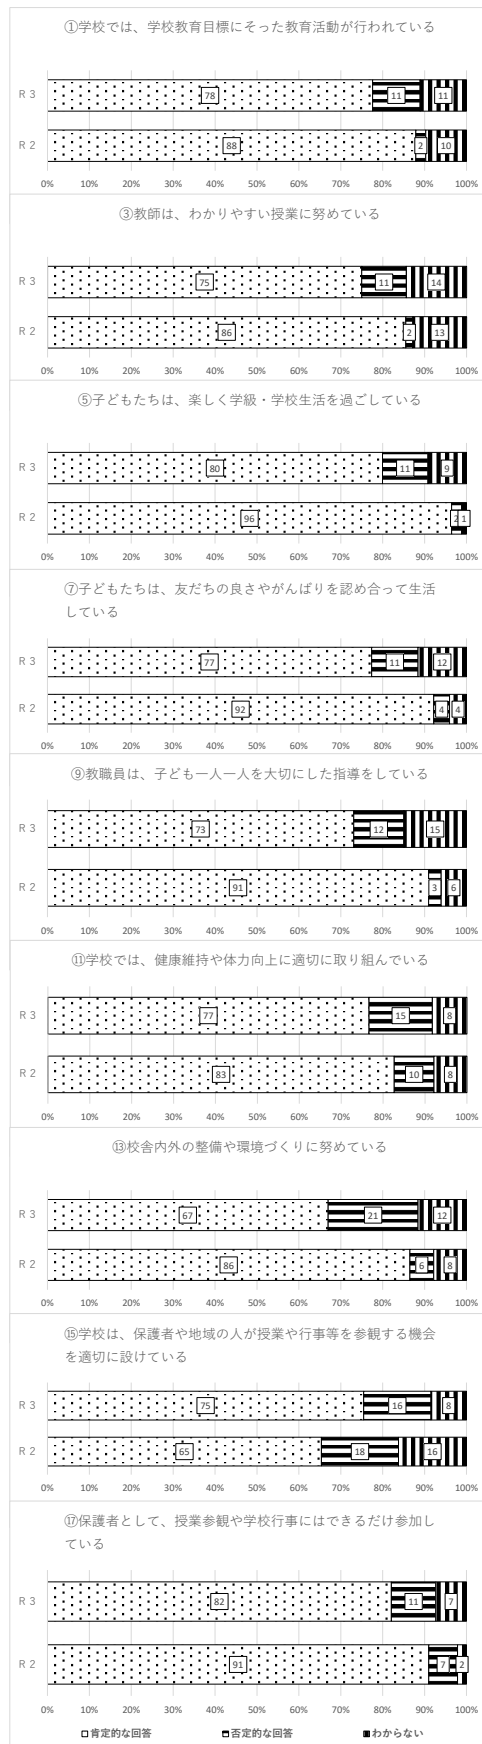 ①学校では、学校教育目標にそった教育活動が行われている
R3 78 11 11
R2 88 2 10
0% 10% 20% 30% 40% 50% 60% 70% 80% 90% 100%
③教師は、わかりやすい授業に努めている
R3 75 11 14
R2 86 2 13
0% 10% 20% 30% 40% 50% 60% 70% 80% 90% 100%
⑤子どもたちは、楽しく学級・学校生活を過ごしている
R3 80 11 9
R2 96 2 1
0% 10% 20% 30% 40% 50% 60% 70% 80% 90% 100%
⑦子どもたちは、友だちの良さやがんばりを認め合って生活
している
R3 77 11 12
R2 92 4 4
0% 10% 20% 30% 40% 50% 60% 70% 80% 90% 100%
⑨教職員は、子ども一人一人を大切にした指導をしている
R3 73 12 15
R2 91 3 6
0% 10% 20% 30% 40% 50% 60% 70% 80% 90% 100%
⑪学校では、健康維持や体力向上に適切に取り組んでいる
R3 77 15 8
R2 83 10 8
0% 10% 20% 30% 40% 50% 60% 70% 80% 90% 100%
⑬校舎内外の整備や環境づくりに努めている
R3 67 21 12
R2 86 6 8
0% 10% 20% 30% 40% 50% 60% 70% 80% 90% 100%
⑮学校は、保護者や地域の人が授業や行事等を参観する機会
を適切に設けている
R3 75 16 8
R2 65 18 16
0% 10% 20% 30% 40% 50% 60% 70% 80% 90% 100%
⑰保護者として、授業参観や学校行事にはできるだけ参加し
ている
R3 82 11 7
R2 91 7 2
0% 10% 20% 30% 40% 50% 60% 70% 80% 90% 100%
肯定的な回答 否定的な回答 わからない